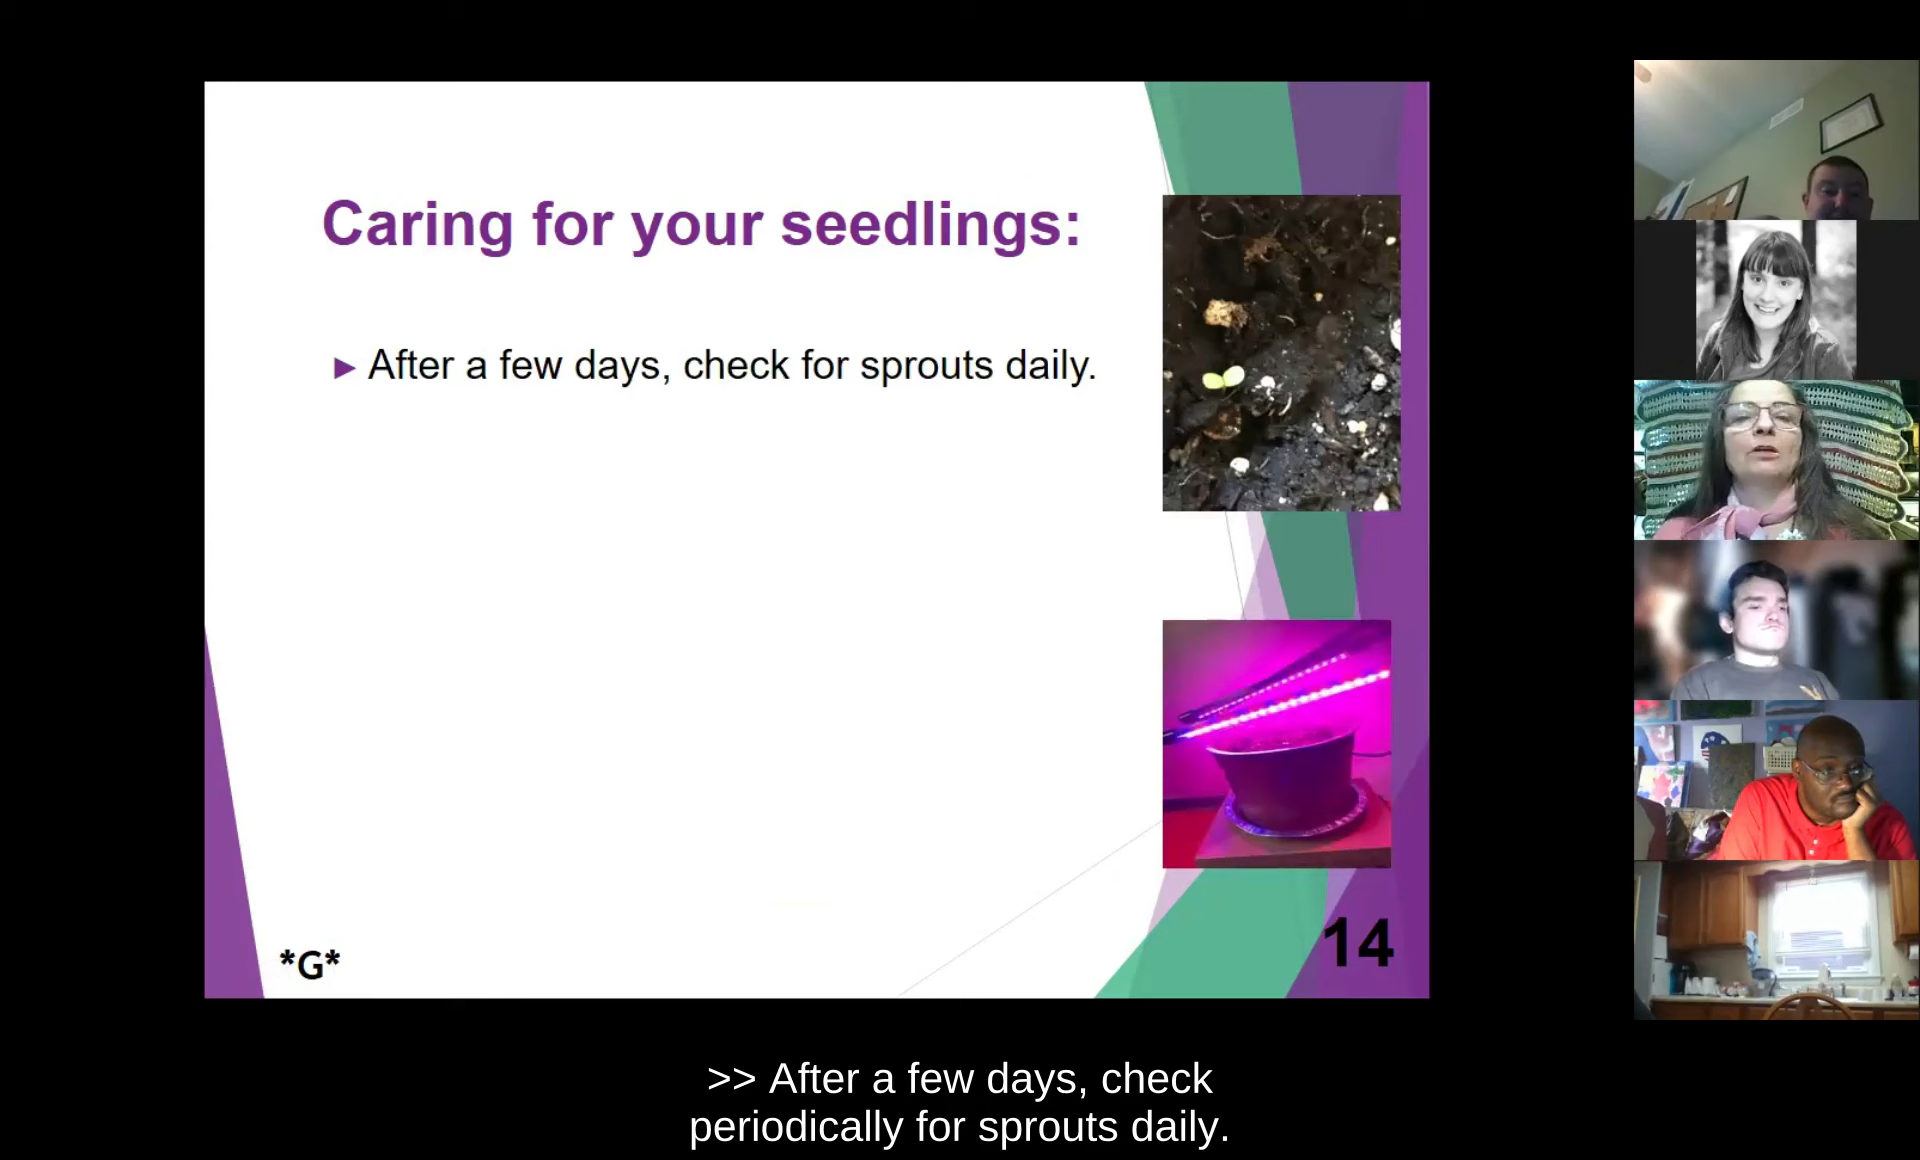 Caring for your seedlings:
After a few days, check for sprouts daily.
*G*
14
>> After a few days, check
periodically for sprouts daily.